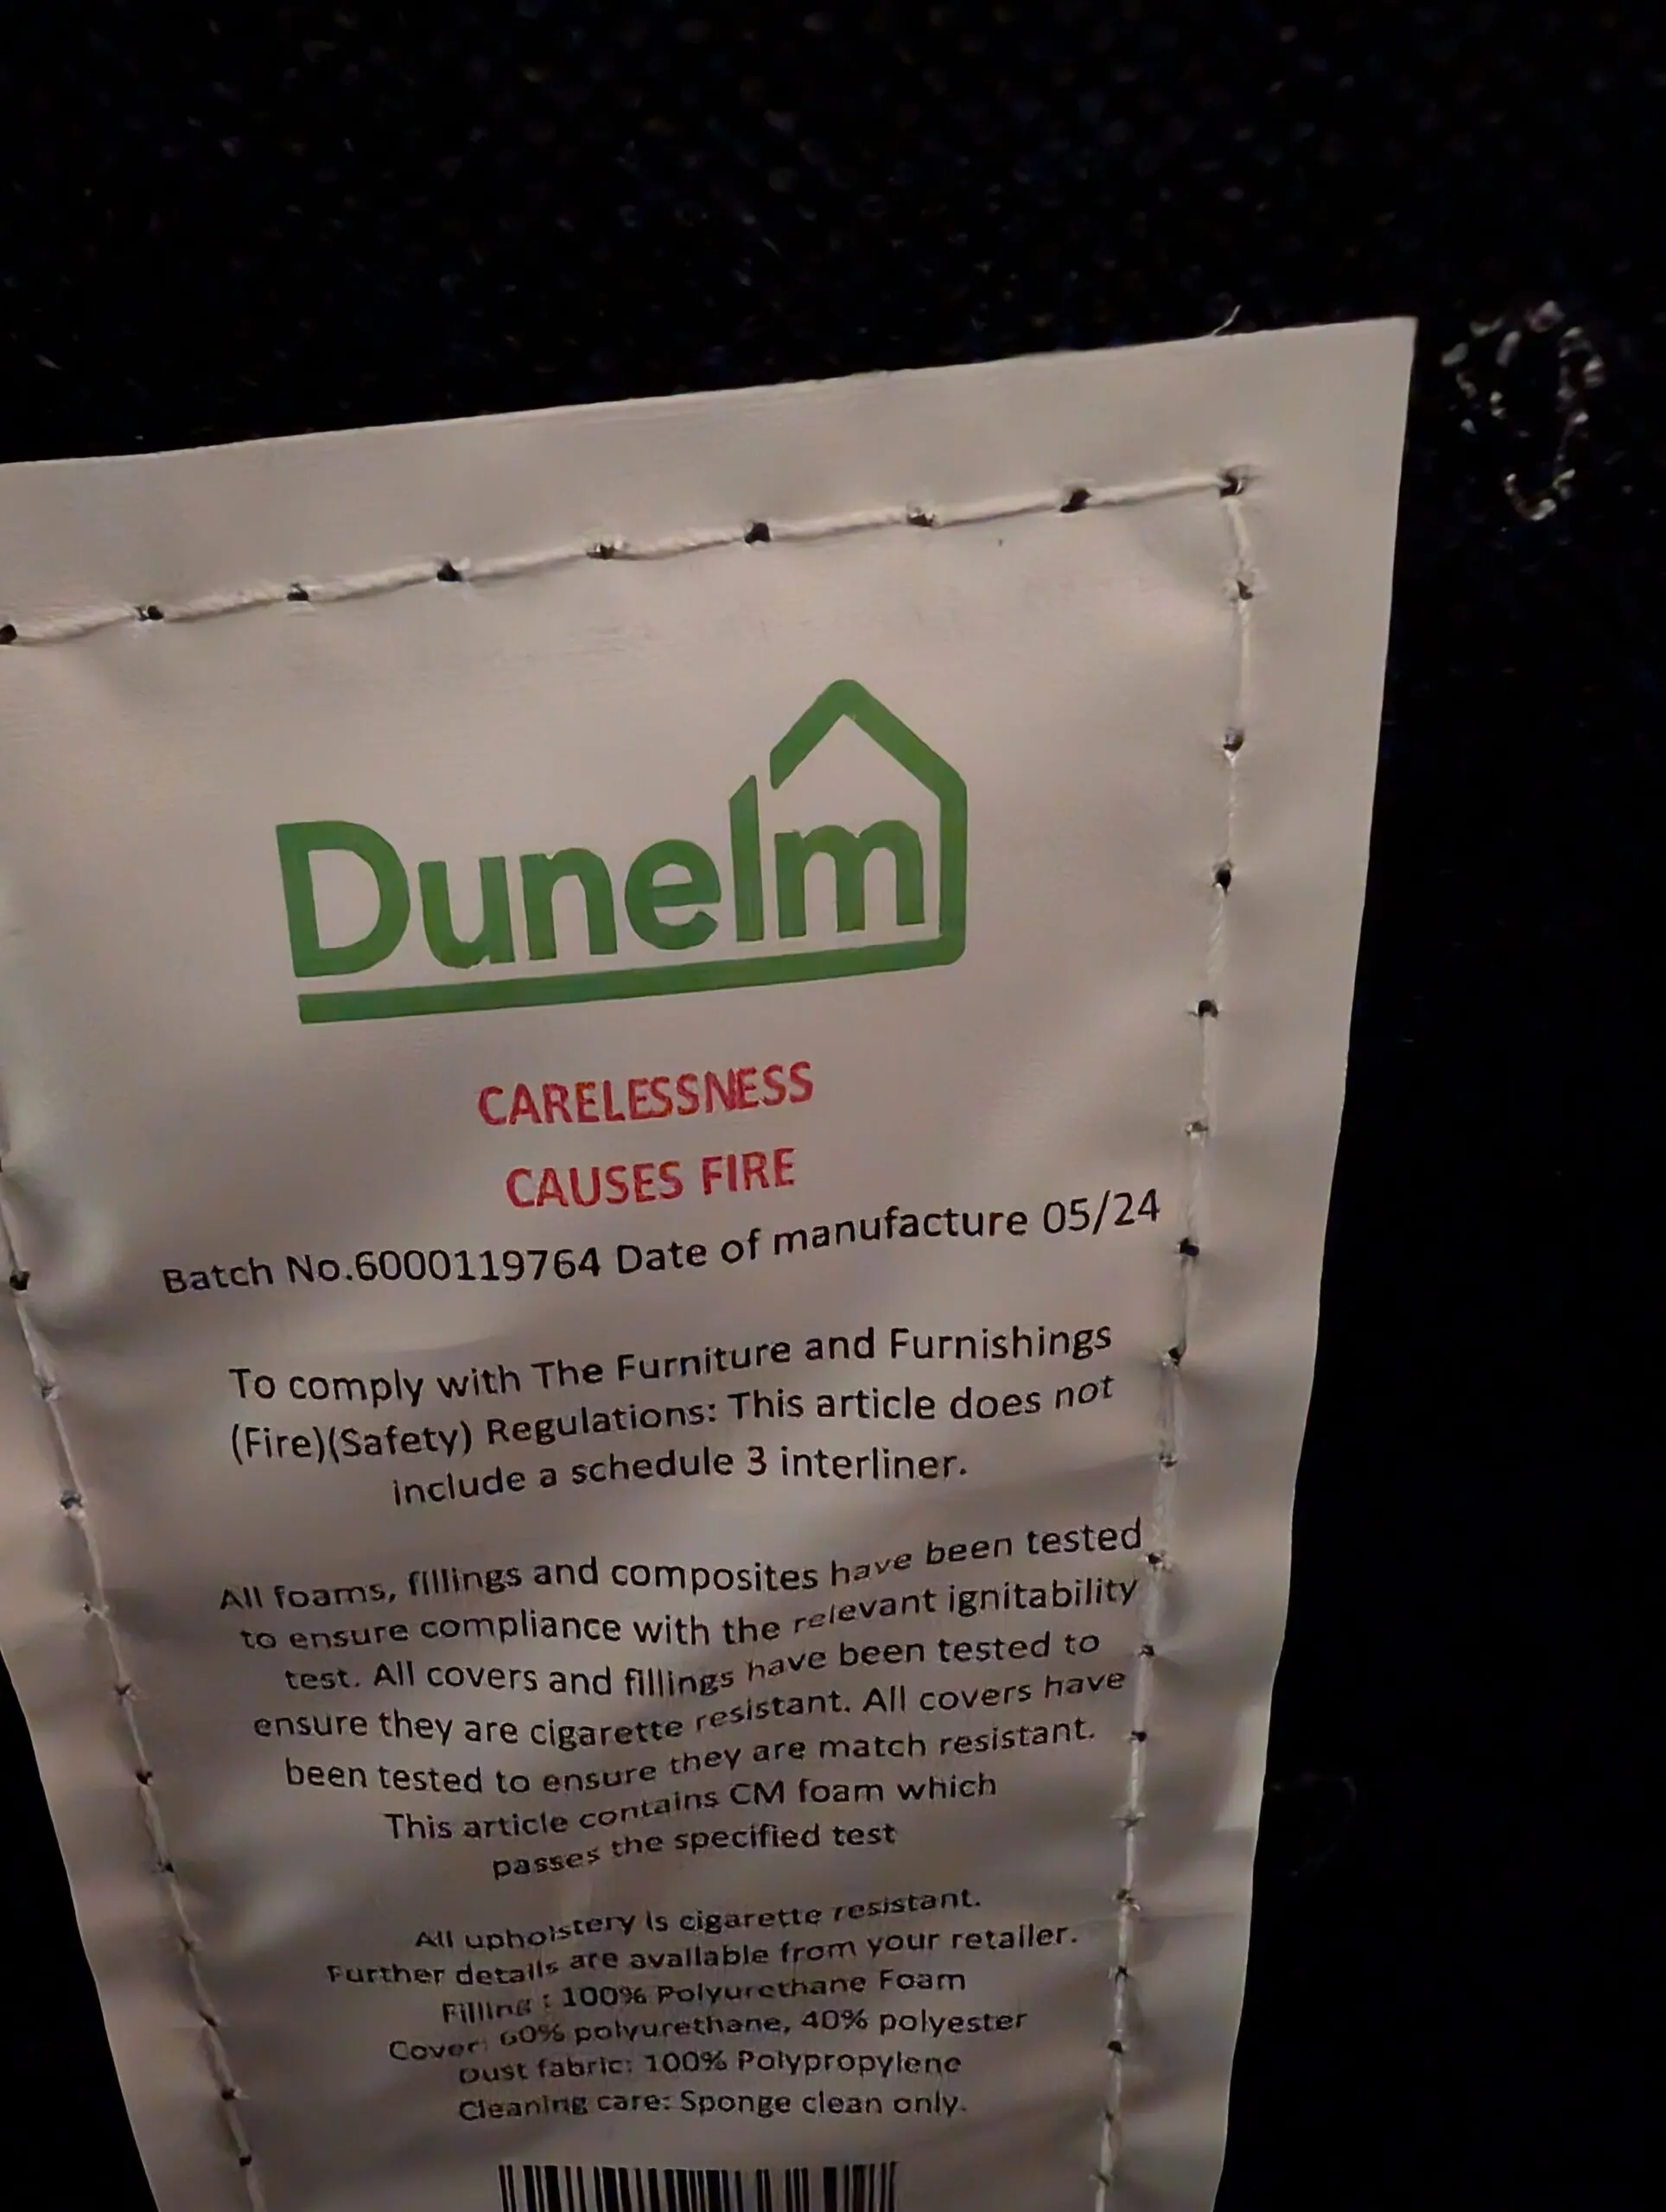 Dunelm
CARELESSNESS
CAUSES FIRE
Batch No.6000119764 Date of manufacture 05/24
To comply with The Furniture and Furnishings
(Fire)(Safety) Regulations: This article does not
include a schedule 3 interliner.
All foams, fillings and composites have been tested
to ensure compliance with the relevant ignitability
test. All covers and fillings have been tested to
ensure they are cigarette resistant. All covers have
been tested to ensure they are match resistant.
This article contains CM foam which
passes the specified test
All upholstery is cigarette resistant.
Further details are available from your retailer.
Filling : 100% Polyurethane Foam
Cover: 60% polyurethane, 40% polyester
Dust fabric: 100% Polypropylene
Cleaning care: Sponge clean only.